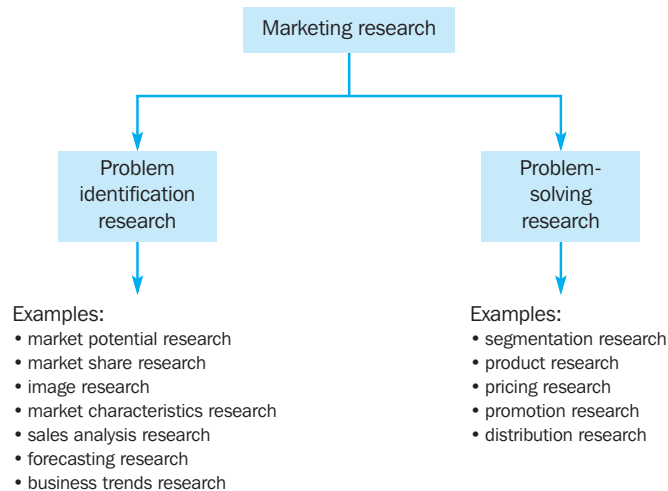 Marketing research
Problem
identification
research
Problem-
solving
research
Examples:
• market potential research
• market share research
• image research
• market characteristics research
• sales analysis research
• forecasting research
• business trends research
Examples:
• segmentation research
• product research
• pricing research
• promotion research
• distribution research